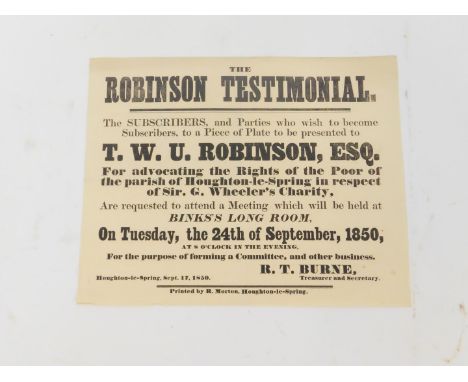 THE
ROBINSON TESTIMONIAL.
The SUBSCRIBERS, and Parties who wish to become
Subscribers, to a Piece of Plate to be presented to
T. W. U. ROBINSON, ESQ.
For advocating the Rights of the Poor of
the parish of Houghton-le-Spring in respect
of Sir. G. Wheeler's Charity,
Are requested to attend a Meeting which will be held at
BINKS'S LONG ROOM,
On Tuesday, the 24th of September, 1850,
AT 8 O'CLOCK IN THE EVENING,
For the purpose of forming a Committee, and other business.
R. T. BURNE,
Houghton-le-Spring, Sept. 17, 1850. Treasurer and Secretary.
Printed by R. Morton, Houghton-le-Spring.